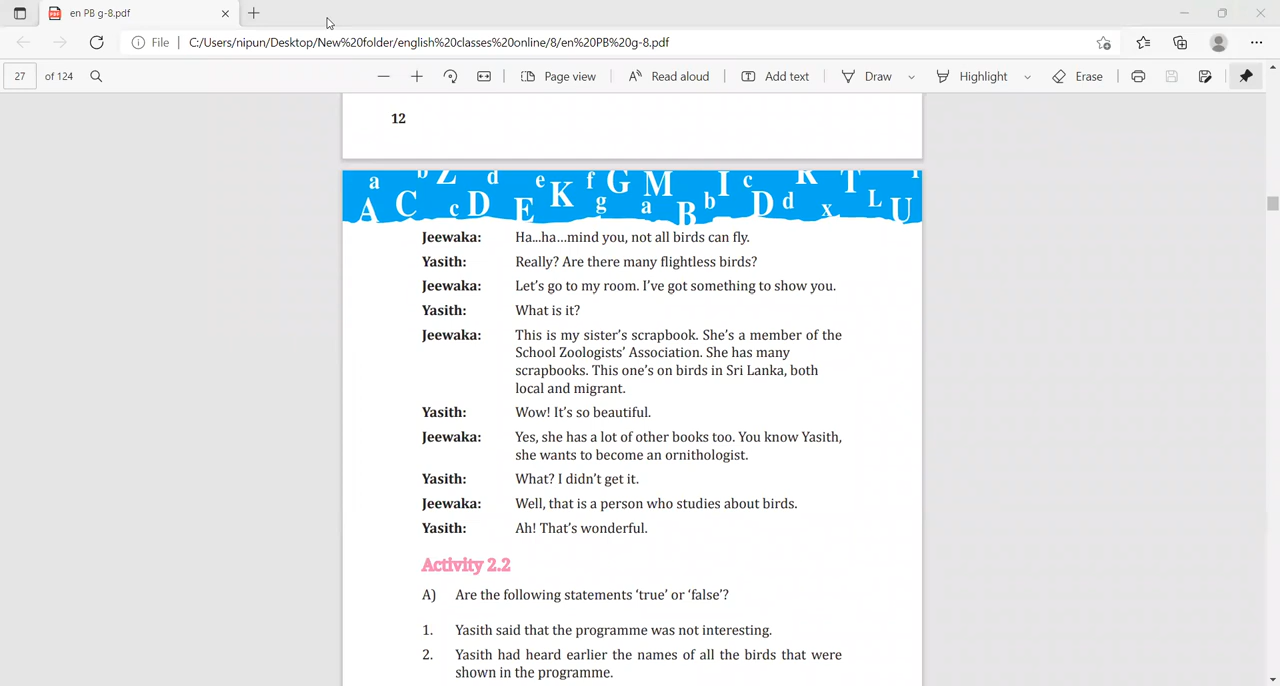 en PB g-8.pdf
File C:/Users/nipun/Desktop/New%20folder/english%20classes%20online/8/en%20PB%20g-8.pdf
27 of 124 Page view Read aloud Add text Draw Highlight Erase
12
a b Z d e K f G M I c R T
A C c D E g a B b D d x L U
Jeewaka: Ha...ha...mind you, not all birds can fly.
Yasith: Really? Are there many flightless birds?
Jeewaka: Let's go to my room. I've got something to show you.
Yasith: What is it?
Jeewaka: This is my sister's scrapbook. She's a member of the
School Zoologists' Association. She has many
scrapbooks. This one's on birds in Sri Lanka, both
local and migrant.
Yasith: Wow! It's so beautiful.
Jeewaka: Yes, she has a lot of other books too. You know Yasith,
she wants to become an ornithologist.
Yasith: What? I didn't get it.
Jeewaka: Well, that is a person who studies about birds.
Yasith: Ah! That's wonderful.
Activity 2.2
A) Are the following statements 'true' or 'false'?
1. Yasith said that the programme was not interesting.
2. Yasith had heard earlier the names of all the birds that were
shown in the programme.